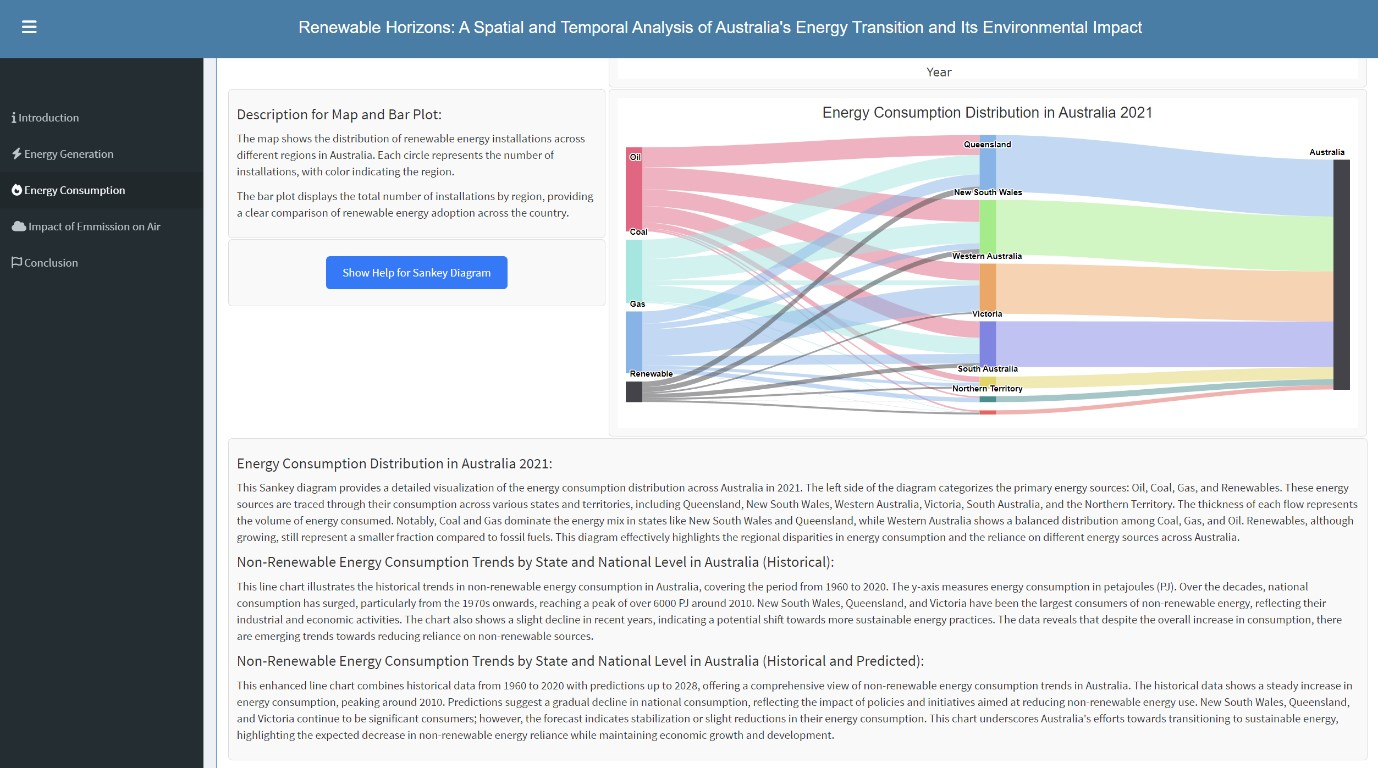 Renewable Horizons: A Spatial and Temporal Analysis of Australia's Energy Transition and Its Environmental Impact
Introduction
Energy Generation
Energy Consumption
Impact of Emmission on Air
Conclusion
Year
Description for Map and Bar Plot:
The map shows the distribution of renewable energy installations across
different regions in Australia. Each circle represents the number of
installations, with color indicating the region.
The bar plot displays the total number of installations by region, providing
a clear comparison of renewable energy adoption across the country.
Show Help for Sankey Diagram
Energy Consumption Distribution in Australia 2021
Oil
Coal
Gas
Renewable
Queensland
New South Wales
Western Australia
Victoria
South Australia
Northern Territory
Australia
Energy Consumption Distribution in Australia 2021:
This Sankey diagram provides a detailed visualization of the energy consumption distribution across Australia in 2021. The left side of the diagram categorizes the primary energy sources: Oil, Coal, Gas, and Renewables. These energy
sources are traced through their consumption across various states and territories, including Queensland, New South Wales, Western Australia, Victoria, South Australia, and the Northern Territory. The thickness of each flow represents
the volume of energy consumed. Notably, Coal and Gas dominate the energy mix in states like New South Wales and Queensland, while Western Australia shows a balanced distribution among Coal, Gas, and Oil. Renewables, although
growing, still represent a smaller fraction compared to fossil fuels. This diagram effectively highlights the regional disparities in energy consumption and the reliance on different energy sources across Australia.
Non-Renewable Energy Consumption Trends by State and National Level in Australia (Historical):
This line chart illustrates the historical trends in non-renewable energy consumption in Australia, covering the period from 1960 to 2020. The y-axis measures energy consumption in petajoules (PJ). Over the decades, national
consumption has surged, particularly from the 1970s onwards, reaching a peak of over 6000 PJ around 2010. New South Wales, Queensland, and Victoria have been the largest consumers of non-renewable energy, reflecting their
industrial and economic activities. The chart also shows a slight decline in recent years, indicating a potential shift towards more sustainable energy practices. The data reveals that despite the overall increase in consumption, there
are emerging trends towards reducing reliance on non-renewable sources.
Non-Renewable Energy Consumption Trends by State and National Level in Australia (Historical and Predicted):
This enhanced line chart combines historical data from 1960 to 2020 with predictions up to 2028, offering a comprehensive view of non-renewable energy consumption trends in Australia. The historical data shows a steady increase in
energy consumption, peaking around 2010. Predictions suggest a gradual decline in national consumption, reflecting the impact of policies and initiatives aimed at reducing non-renewable energy use. New South Wales, Queensland,
and Victoria continue to be significant consumers; however, the forecast indicates stabilization or slight reductions in their energy consumption. This chart underscores Australia's efforts towards transitioning to sustainable energy,
highlighting the expected decrease in non-renewable energy reliance while maintaining economic growth and development.